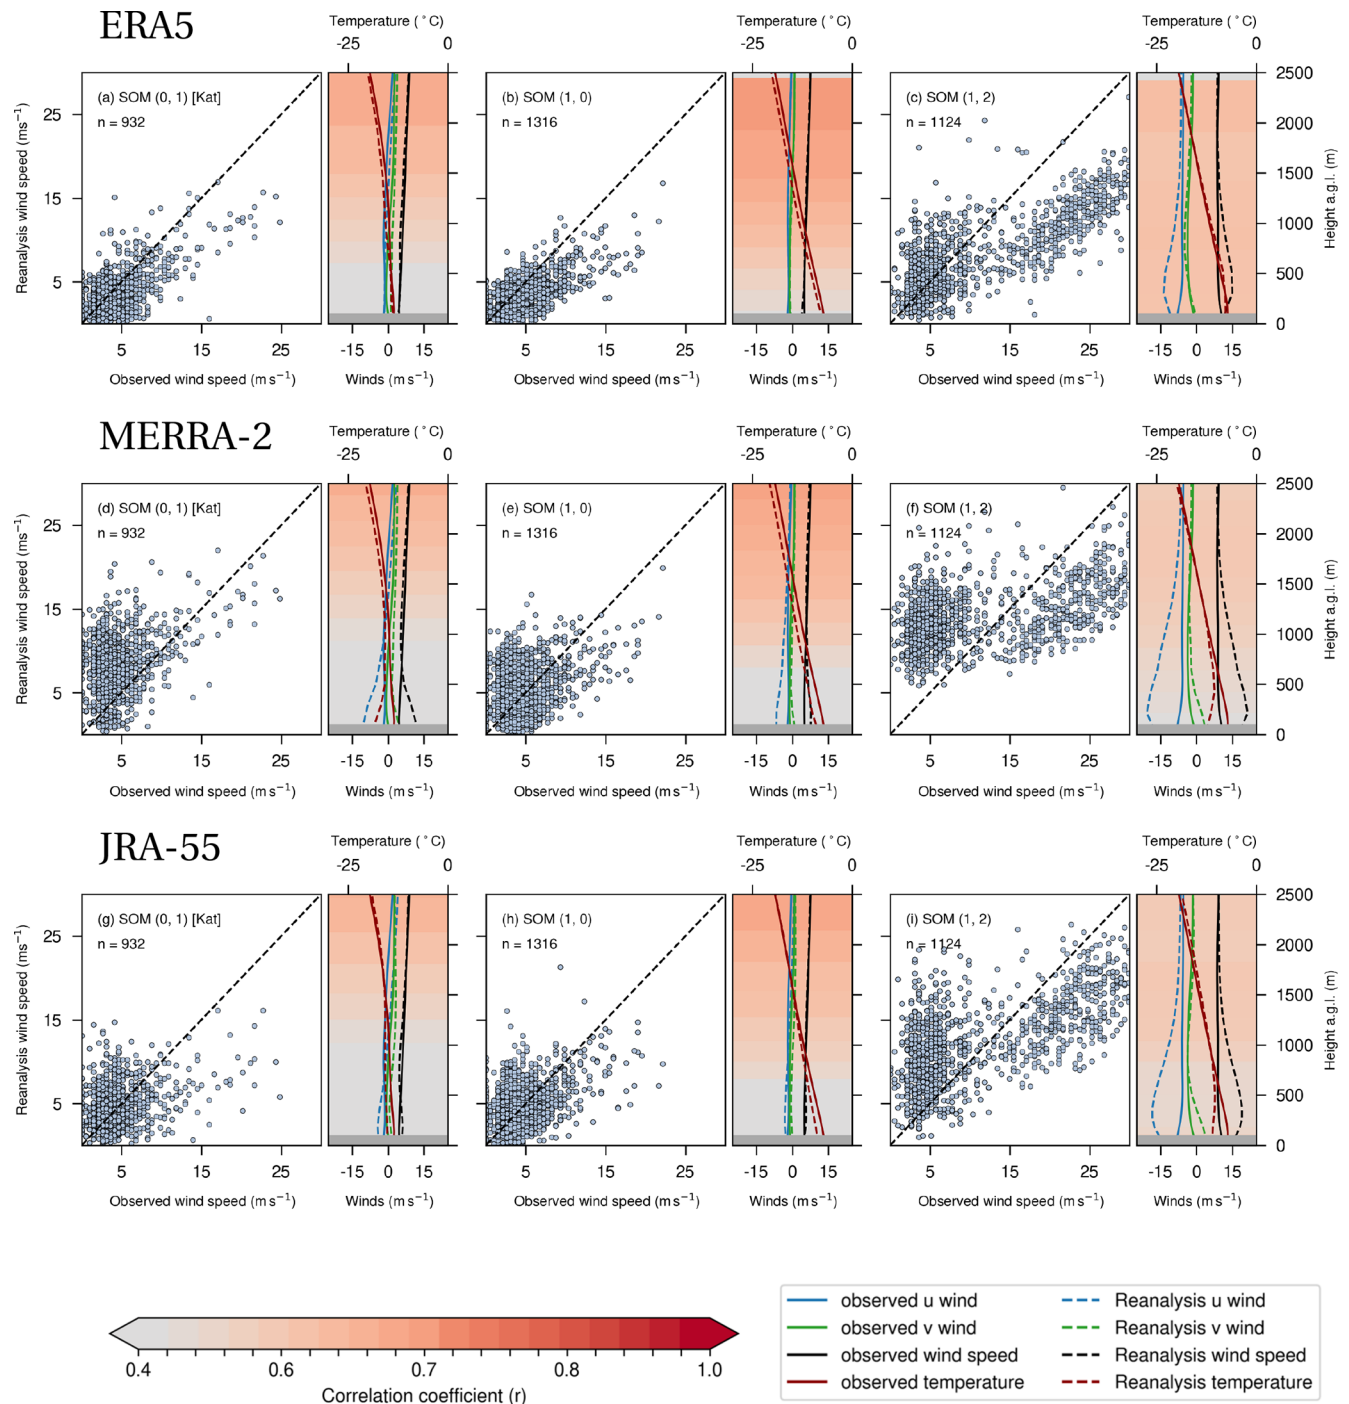 ERA5
Temperature (°C)
-25 0
Temperature (°C)
-25 0
Temperature (°C)
-25 0
(a) SOM (0, 1) [Kat]
n = 932
(b) SOM (1, 0)
n = 1316
(c) SOM (1, 2)
n = 1124
Reanalysis wind speed (ms⁻¹)
25
15
5
2500
2000
1500
1000
500
0
Height a.g.l. (m)
5 15 25
-15 0 15
5 15 25
-15 0 15
5 15 25
-15 0 15
Observed wind speed (m s⁻¹)
Winds (m s⁻¹)
Observed wind speed (m s⁻¹)
Winds (m s⁻¹)
Observed wind speed (m s⁻¹)
Winds (m s⁻¹)
MERRA-2
Temperature (°C)
-25 0
Temperature (°C)
-25 0
Temperature (°C)
-25 0
(d) SOM (0, 1) [Kat]
n = 932
(e) SOM (1, 0)
n = 1316
(f) SOM (1, 2)
n = 1124
Reanalysis wind speed (ms⁻¹)
25
15
5
2500
2000
1500
1000
500
0
Height a.g.l. (m)
5 15 25
-15 0 15
5 15 25
-15 0 15
5 15 25
-15 0 15
Observed wind speed (m s⁻¹)
Winds (m s⁻¹)
Observed wind speed (m s⁻¹)
Winds (m s⁻¹)
Observed wind speed (m s⁻¹)
Winds (m s⁻¹)
JRA-55
Temperature (°C)
-25 0
Temperature (°C)
-25 0
Temperature (°C)
-25 0
(g) SOM (0, 1) [Kat]
n = 932
(h) SOM (1, 0)
n = 1316
(i) SOM (1, 2)
n = 1124
Reanalysis wind speed (ms⁻¹)
25
15
5
2500
2000
1500
1000
500
0
Height a.g.l. (m)
5 15 25
-15 0 15
5 15 25
-15 0 15
5 15 25
-15 0 15
Observed wind speed (m s⁻¹)
Winds (m s⁻¹)
Observed wind speed (m s⁻¹)
Winds (m s⁻¹)
Observed wind speed (m s⁻¹)
Winds (m s⁻¹)
0.4 0.6 0.7 0.8 1.0
Correlation coefficient (r)
observed u wind
observed v wind
observed wind speed
observed temperature
Reanalysis u wind
Reanalysis v wind
Reanalysis wind speed
Reanalysis temperature